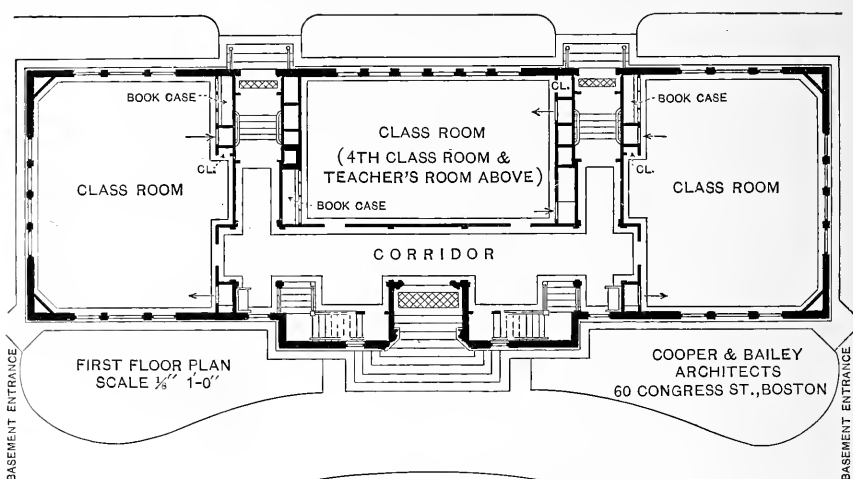 BOOK CASE
CL.
BOOK CASE
CLASS ROOM
(4TH CLASS ROOM &
TEACHER'S ROOM ABOVE)
CL.
CLASS ROOM
CLASS ROOM
BOOK CASE
CORRIDOR
FIRST FLOOR PLAN
SCALE ⅛" 1'-0"
COOPER & BAILEY
ARCHITECTS
60 CONGRESS ST., BOSTON
BASEMENT ENTRANCE
BASEMENT ENTRANCE
CL.